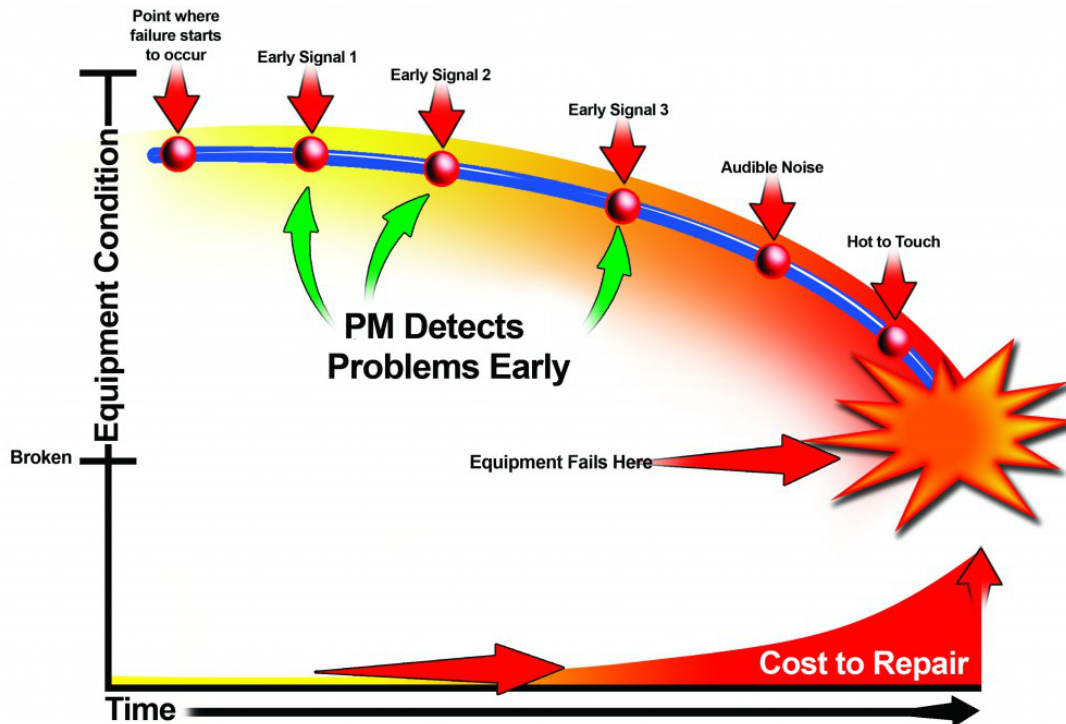 Point where
failure starts
to occur
Early Signal 1
Early Signal 2
Early Signal 3
Audible Noise
Hot to Touch
Equipment Condition
PM Detects
Problems Early
Broken
Equipment Fails Here
Cost to Repair
Time